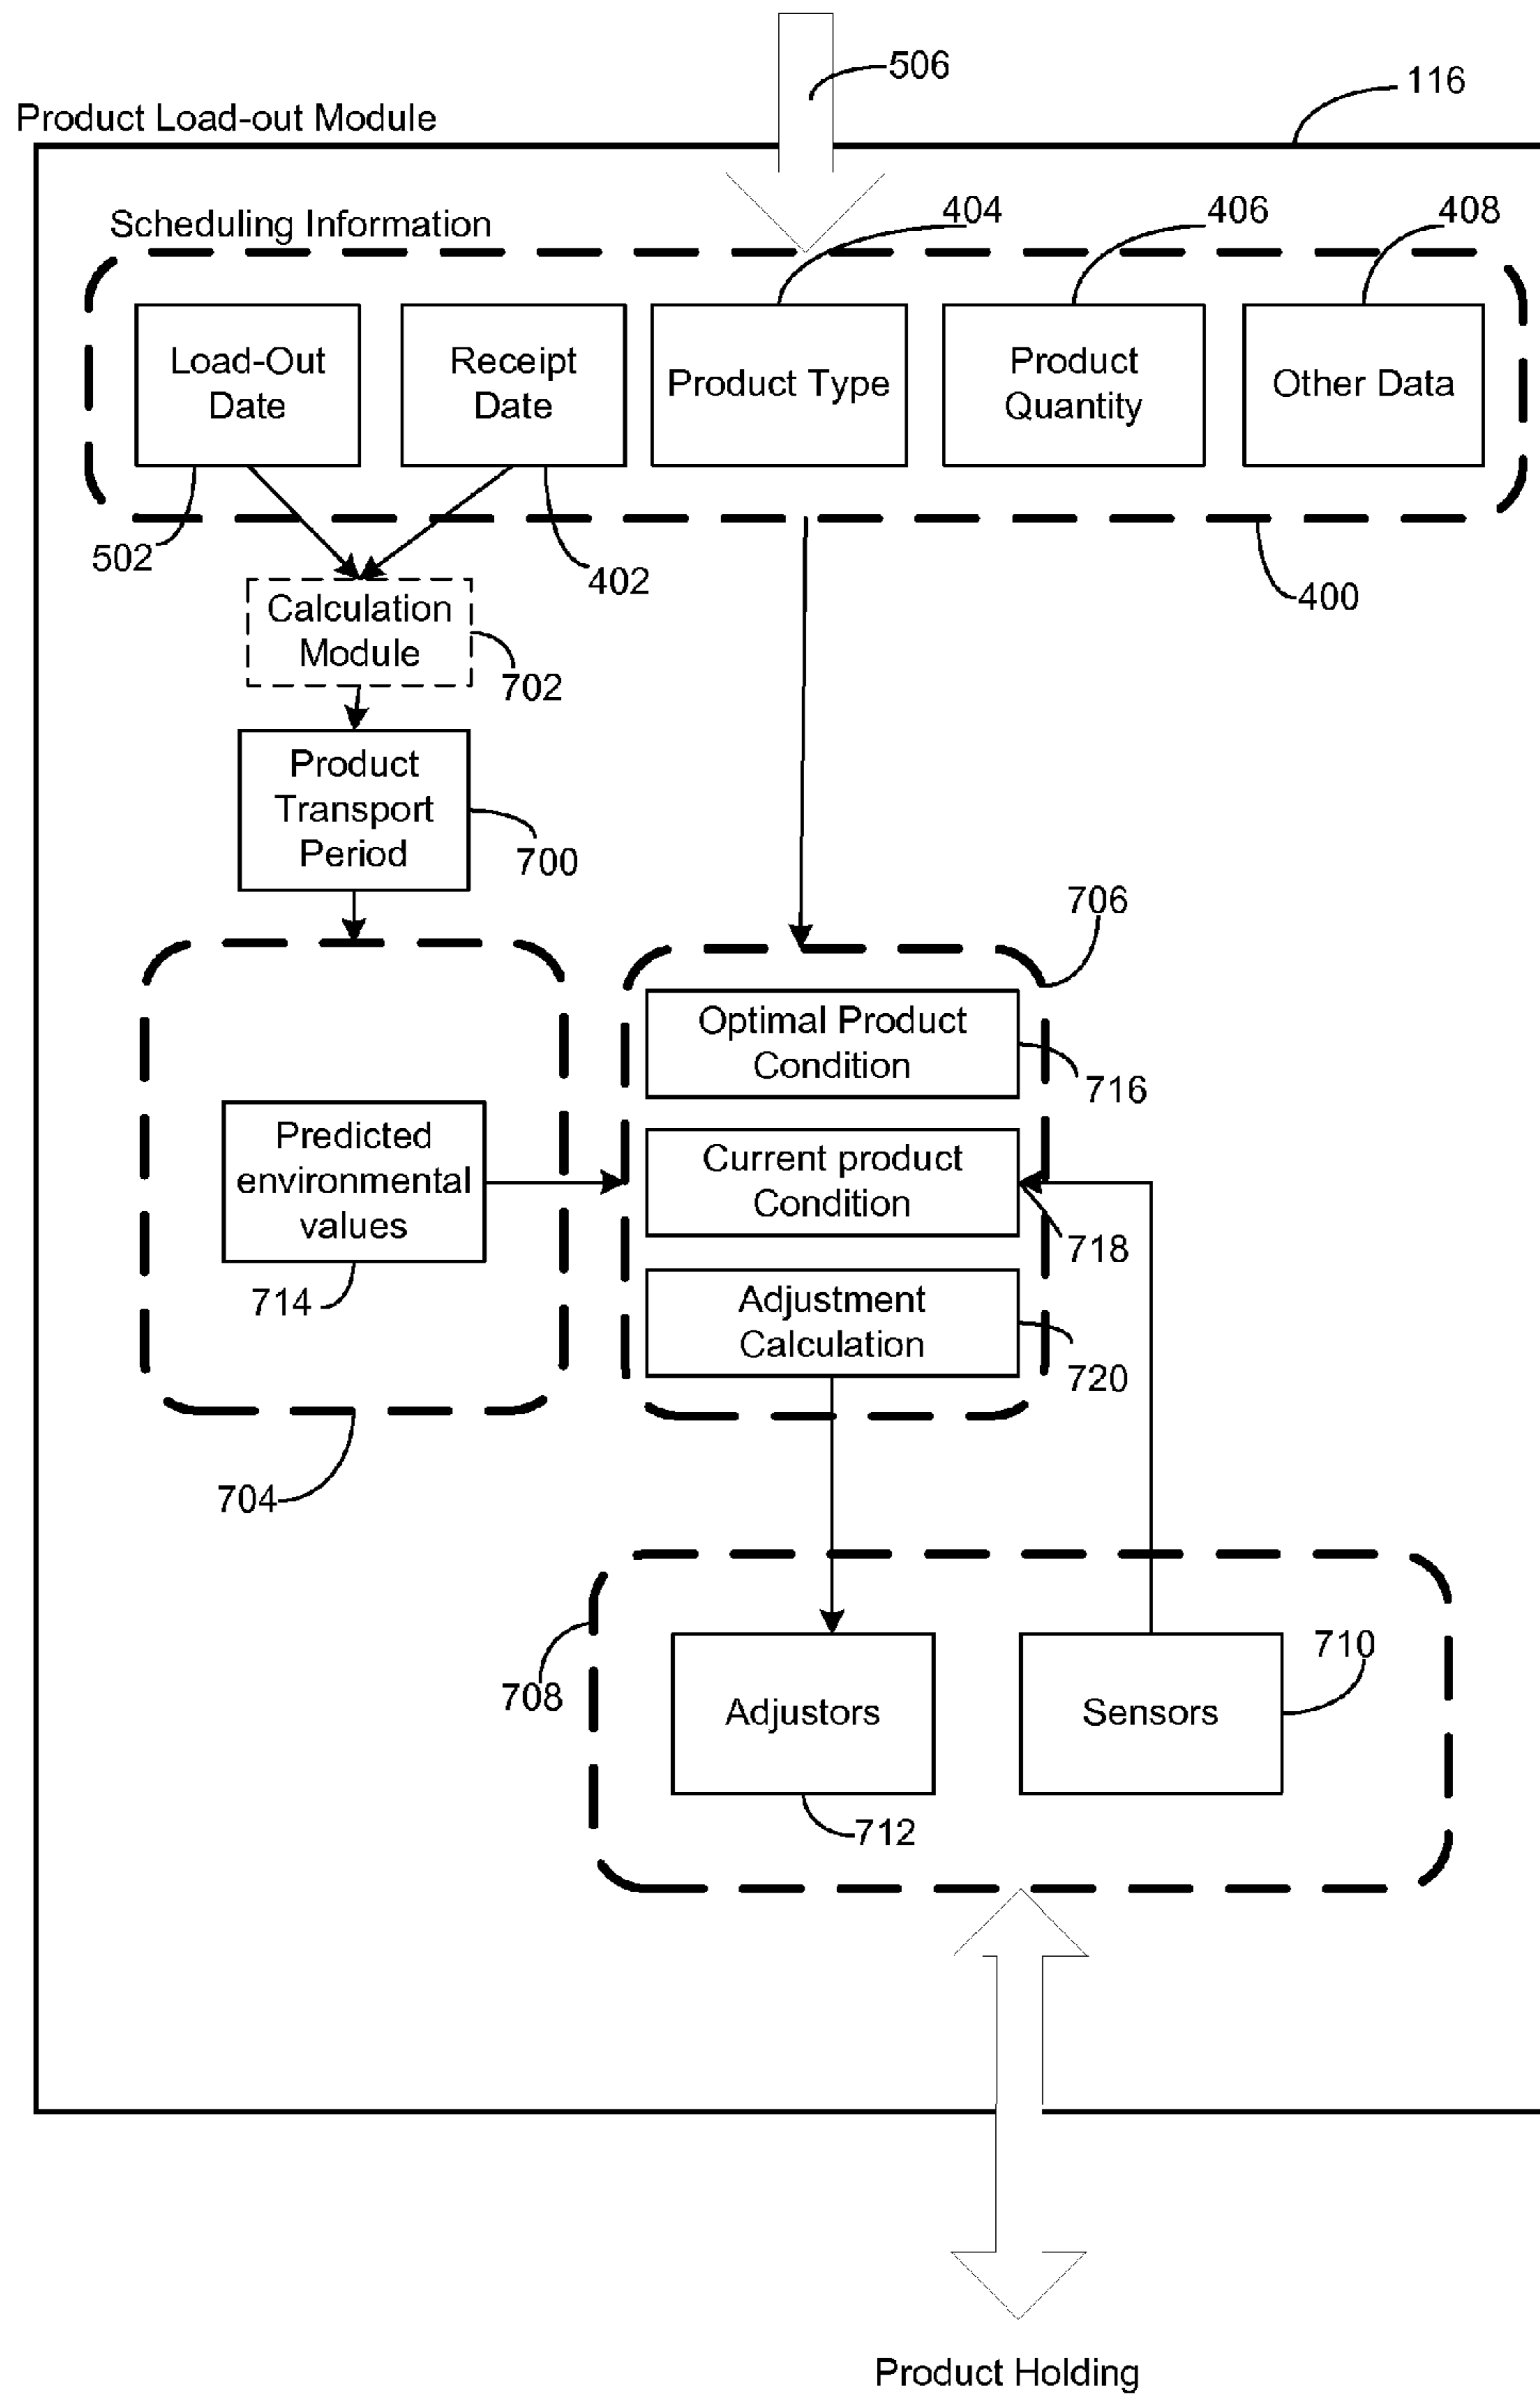 506
116
Product Load-out Module
Scheduling Information
404
406
408
Load-Out
Date
Receipt
Date
Product Type
Product
Quantity
Other Data
502
402
400
Calculation
Module
702
Product
Transport
Period
700
706
Optimal Product
Condition
716
Predicted
environmental
values
714
Current product
Condition
718
Adjustment
Calculation
720
704
708
Adjustors
Sensors
710
712
Product Holding